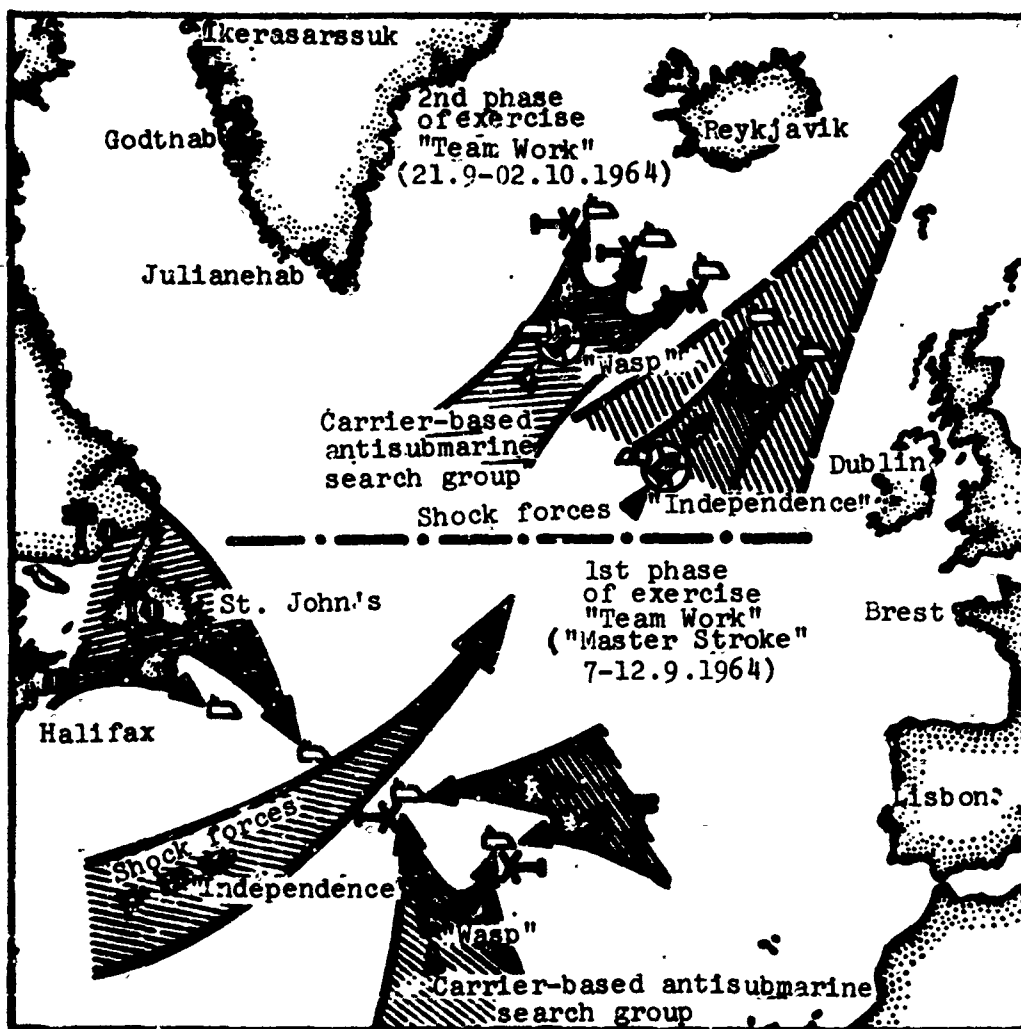 Ikerasarssuk
2nd phase
of exercise
"Team Work"
(21.9-02.10.1964)
Reykjavik
Godthab
Julianehab
"Wasp"
Carrier-based
antisubmarine
search group
Dublin
"Independence"
Shock forces
1st phase
of exercise
"Team Work"
("Master Stroke"
7-12.9.1964)
St. John's
Brest
Halifax
Lisbon
Shock forces
"Independence
"Wasp"
Carrier-based antisubmarine
search group